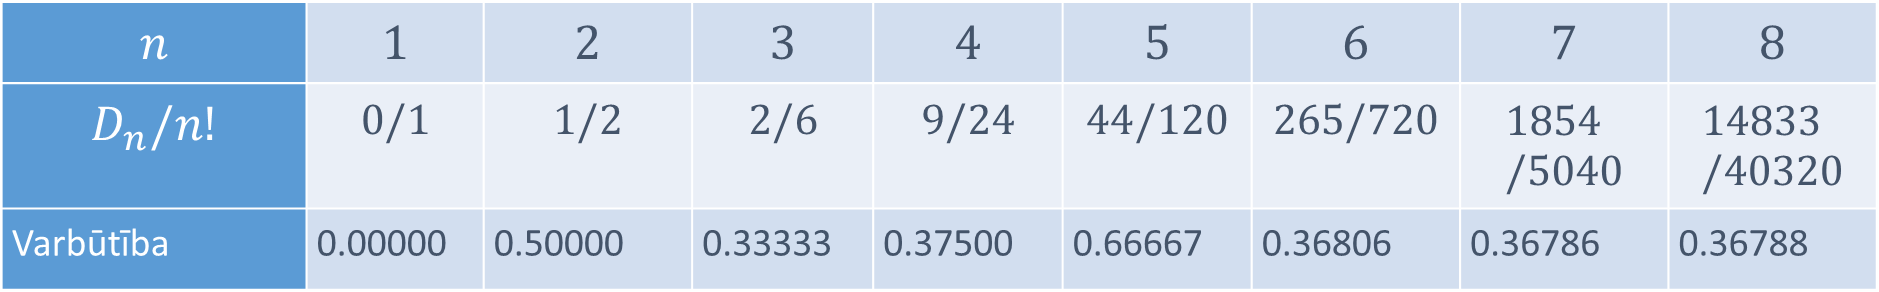 n 1 2 3 4 5 6 7 8
Dₙ/n! 0/1 1/2 2/6 9/24 44/120 265/720 1854 14833
/5040 /40320
Varbūtība 0.00000 0.50000 0.33333 0.37500 0.66667 0.36806 0.36786 0.36788